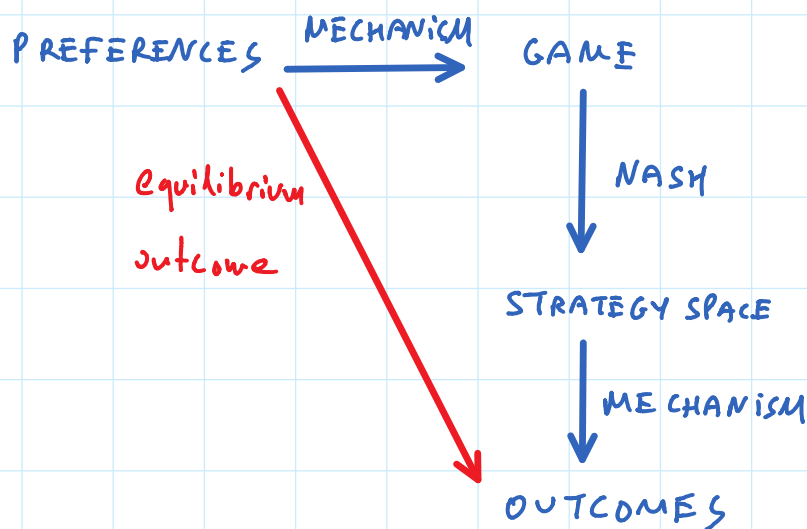 MECHANiSM
PREFERENCES
GAME
NASH
equilibrium
outcome
STRATEGY SPACE
MECHANiSM
OUTCOMES